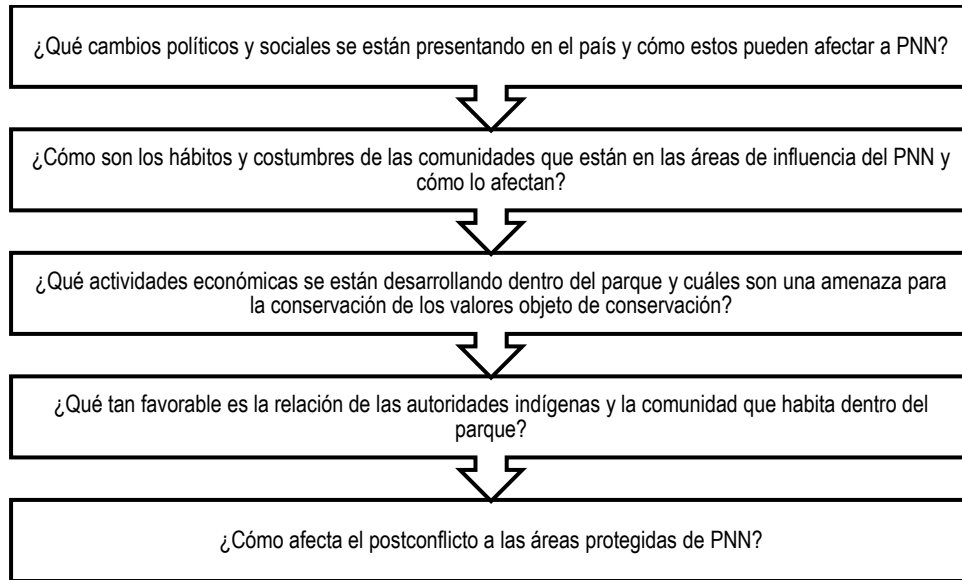 ¿Qué cambios políticos y sociales se están presentando en el país y cómo estos pueden afectar a PNN?
¿Cómo son los hábitos y costumbres de las comunidades que están en las áreas de influencia del PNN y
cómo lo afectan?
¿Qué actividades económicas se están desarrollando dentro del parque y cuáles son una amenaza para
la conservación de los valores objeto de conservación?
¿Qué tan favorable es la relación de las autoridades indígenas y la comunidad que habita dentro del
parque?
¿Cómo afecta el postconflicto a las áreas protegidas de PNN?